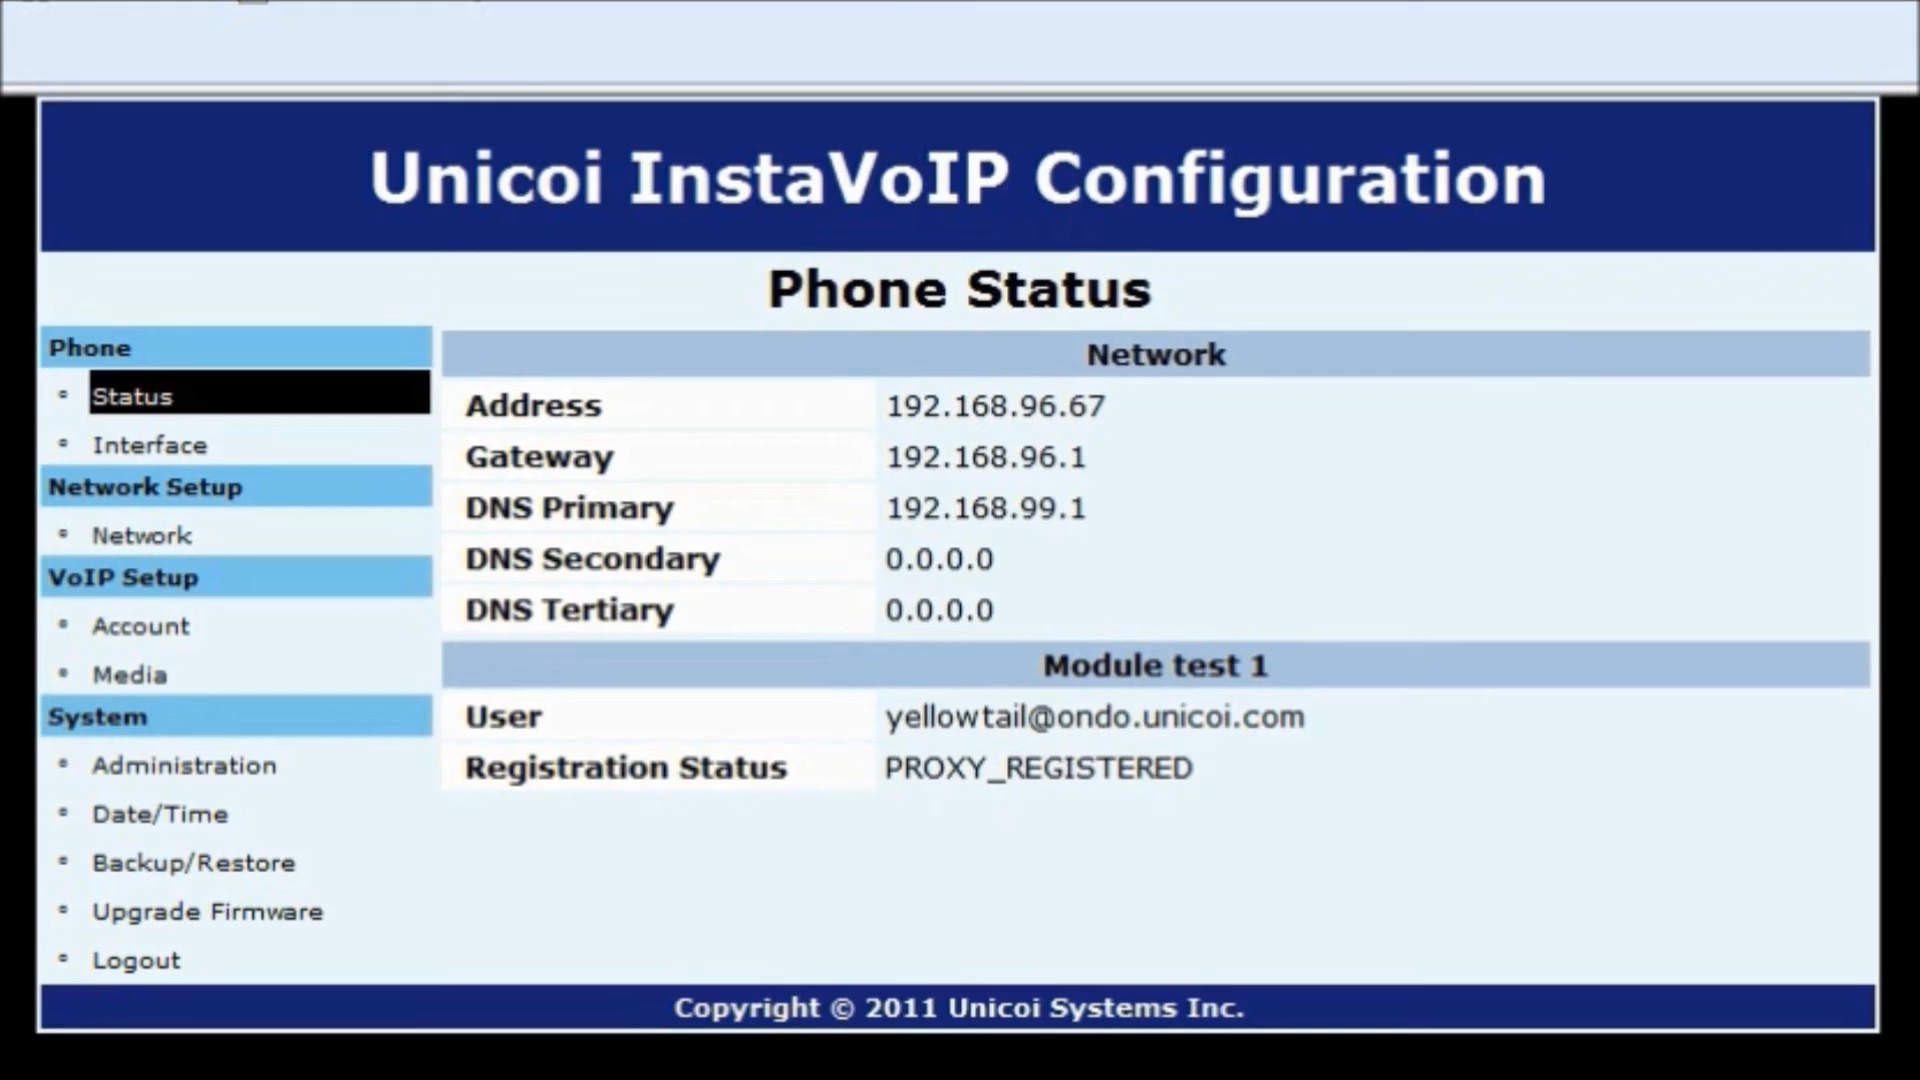 Unicoi InstaVoIP Configuration
Phone Status
Phone
Status
Interface
Network Setup
Network
VoIP Setup
Account
Media
System
Administration
Date/Time
Backup/Restore
Upgrade Firmware
Logout
Network
Address 192.168.96.67
Gateway 192.168.96.1
DNS Primary 192.168.99.1
DNS Secondary 0.0.0.0
DNS Tertiary 0.0.0.0
Module test 1
User yellowtail@ondo.unicoi.com
Registration Status PROXY_REGISTERED
Copyright © 2011 Unicoi Systems Inc.